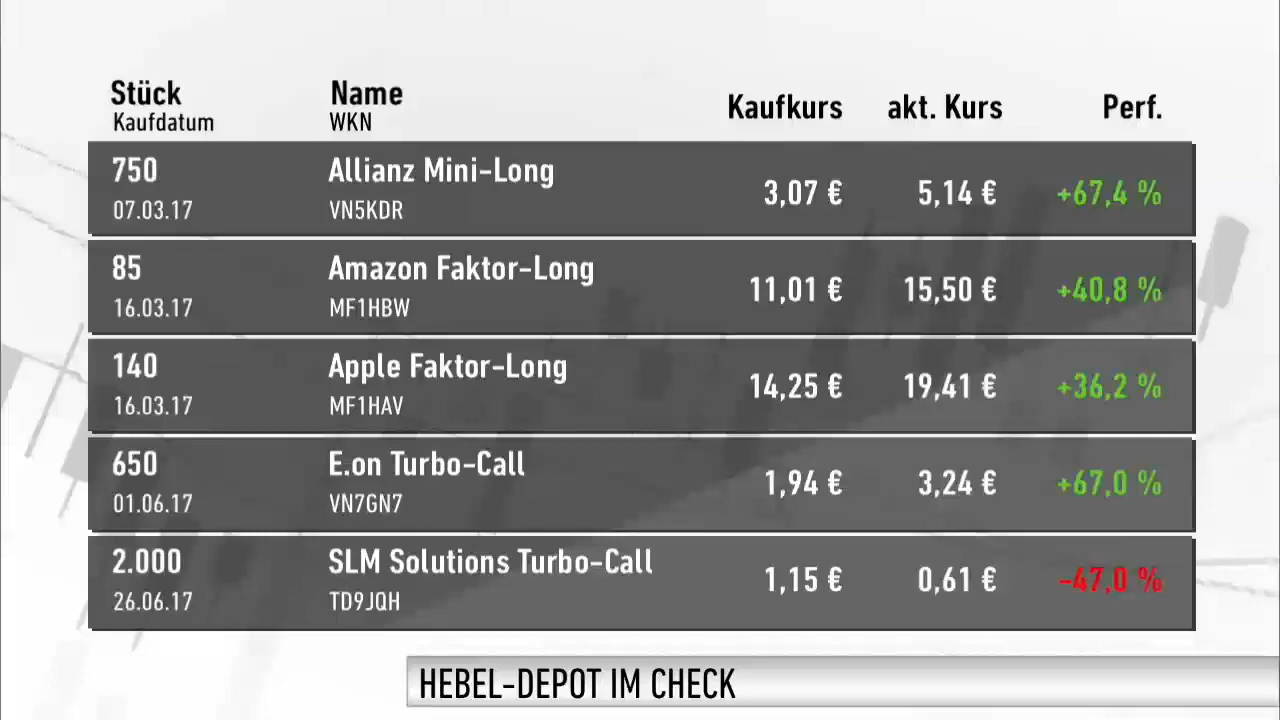 Stück Name Kaufkurs akt. Kurs Perf.
Kaufdatum WKN
750 Allianz Mini-Long 3,07 € 5,14 € +67,4 %
07.03.17 VN5KDR
85 Amazon Faktor-Long 11,01 € 15,50 € +40,8 %
16.03.17 MF1HBW
140 Apple Faktor-Long 14,25 € 19,41 € +36,2 %
16.03.17 MF1HAV
650 E.on Turbo-Call 1,94 € 3,24 € +67,0 %
01.06.17 VN7GN7
2.000 SLM Solutions Turbo-Call 1,15 € 0,61 € -47,0 %
26.06.17 TD9JQH
HEBEL-DEPOT IM CHECK